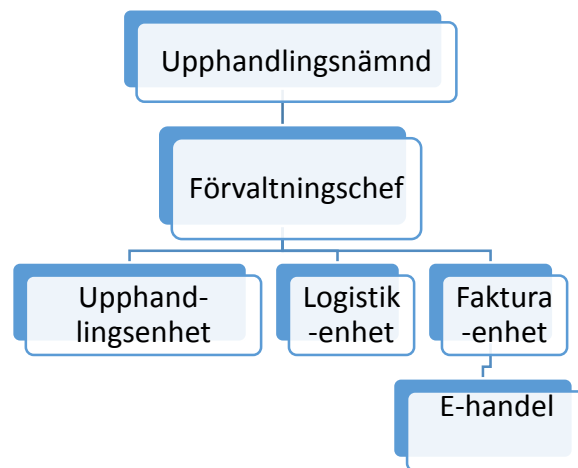 Upphandlingsnämnd
Förvaltningschef
Upphand-
lingsenhet
Logistik
-enhet
Faktura
-enhet
E-handel